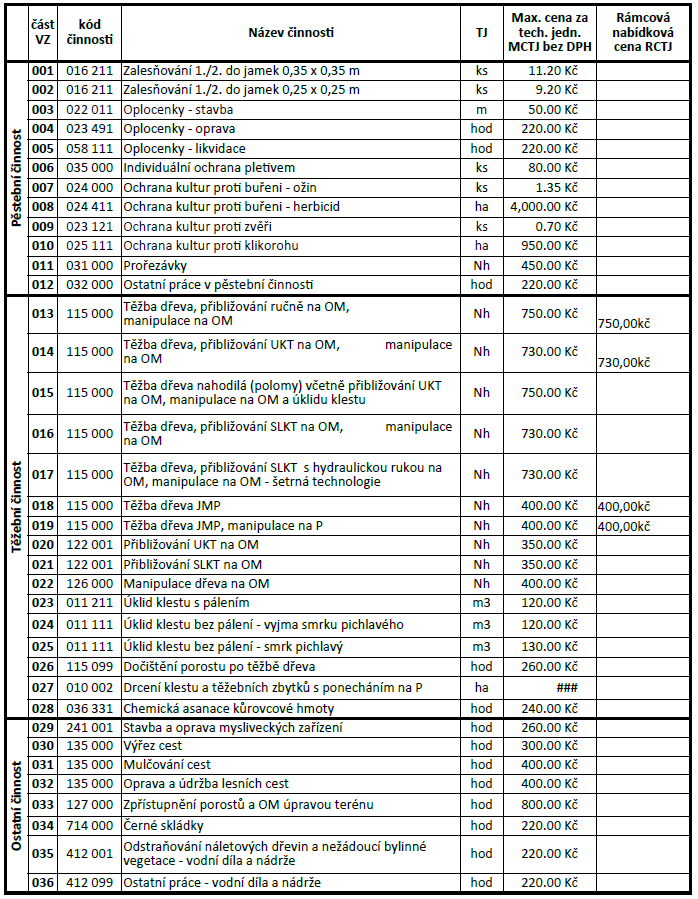 část VZ	kód činnosti	Název činnosti	TJ	Max. cena za tech. jedn. MCTJ bez DPH	Rámcová nabídková cena RCTJ
Pěstební činnost
001	016 211	Zalesňování 1./2. do jamek 0,35 x 0,35 m	ks	11.20 Kč
002	016 211	Zalesňování 1./2. do jamek 0,25 x 0,25 m	ks	9.20 Kč
003	022 011	Oplocenky - stavba	m	50.00 Kč
004	023 491	Oplocenky - oprava	hod	220.00 Kč
005	058 111	Oplocenky - likvidace	hod	220.00 Kč
006	035 000	Individuální ochrana pletivem	ks	80.00 Kč
007	024 000	Ochrana kultur proti buřeni - ožin	ks	1.35 Kč
008	024 411	Ochrana kultur proti buřeni - herbicid	ha	4,000.00 Kč
009	023 121	Ochrana kultur proti zvěři	ks	0.70 Kč
010	025 111	Ochrana kultur proti klikorohu	ha	950.00 Kč
011	031 000	Prořezávky	Nh	450.00 Kč
012	032 000	Ostatní práce v pěstební činnosti	hod	220.00 Kč
Těžební činnost
013	115 000	Těžba dřeva, přibližování ručně na OM,
manipulace na OM	Nh	750.00 Kč	750,00kč
014	115 000	Těžba dřeva, přibližování UKT na OM, manipulace
na OM	Nh	730.00 Kč	730,00kč
015	115 000	Těžba dřeva nahodilá (polomy) včetně přibližování UKT
na OM, manipulace na OM a úklidu klestu	Nh	750.00 Kč
016	115 000	Těžba dřeva, přibližování SLKT na OM, manipulace
na OM	Nh	730.00 Kč
017	115 000	Těžba dřeva, přibližování SLKT s hydraulickou rukou na
OM, manipulace na OM - šetrná technologie	Nh	730.00 Kč
018	115 000	Těžba dřeva JMP	Nh	400.00 Kč	400,00kč
019	115 000	Těžba dřeva JMP, manipulace na P	Nh	400.00 Kč	400,00kč
020	122 001	Přibližování UKT na OM	Nh	350.00 Kč
021	122 001	Přibližování SLKT na OM	Nh	350.00 Kč
022	126 000	Manipulace dřeva na OM	Nh	400.00 Kč
023	011 211	Úklid klestu s pálením	m3	120.00 Kč
024	011 111	Úklid klestu bez pálení - vyjma smrku pichlavého	m3	120.00 Kč
025	011 111	Úklid klestu bez pálení - smrk pichlavý	m3	130.00 Kč
026	115 099	Dočištění porostu po těžbě dřeva	hod	260.00 Kč
027	010 002	Drcení klestu a těžebních zbytků s ponecháním na P	ha	###
028	036 331	Chemická asanace kůrovcové hmoty	hod	240.00 Kč
Ostatní činnost
029	241 001	Stavba a oprava mysliveckých zařízení	hod	260.00 Kč
030	135 000	Výřez cest	hod	300.00 Kč
031	135 000	Mulčování cest	hod	400.00 Kč
032	135 000	Oprava a údržba lesních cest	hod	400.00 Kč
033	127 000	Zpřístupnění porostů a OM úpravou terénu	hod	800.00 Kč
034	714 000	Černé skládky	hod	220.00 Kč
035	412 001	Odstraňování náletových dřevin a nežádoucí bylinné
vegetace - vodní díla a nádrže	hod	220.00 Kč
036	412 099	Ostatní práce - vodní díla a nádrže	hod	220.00 Kč